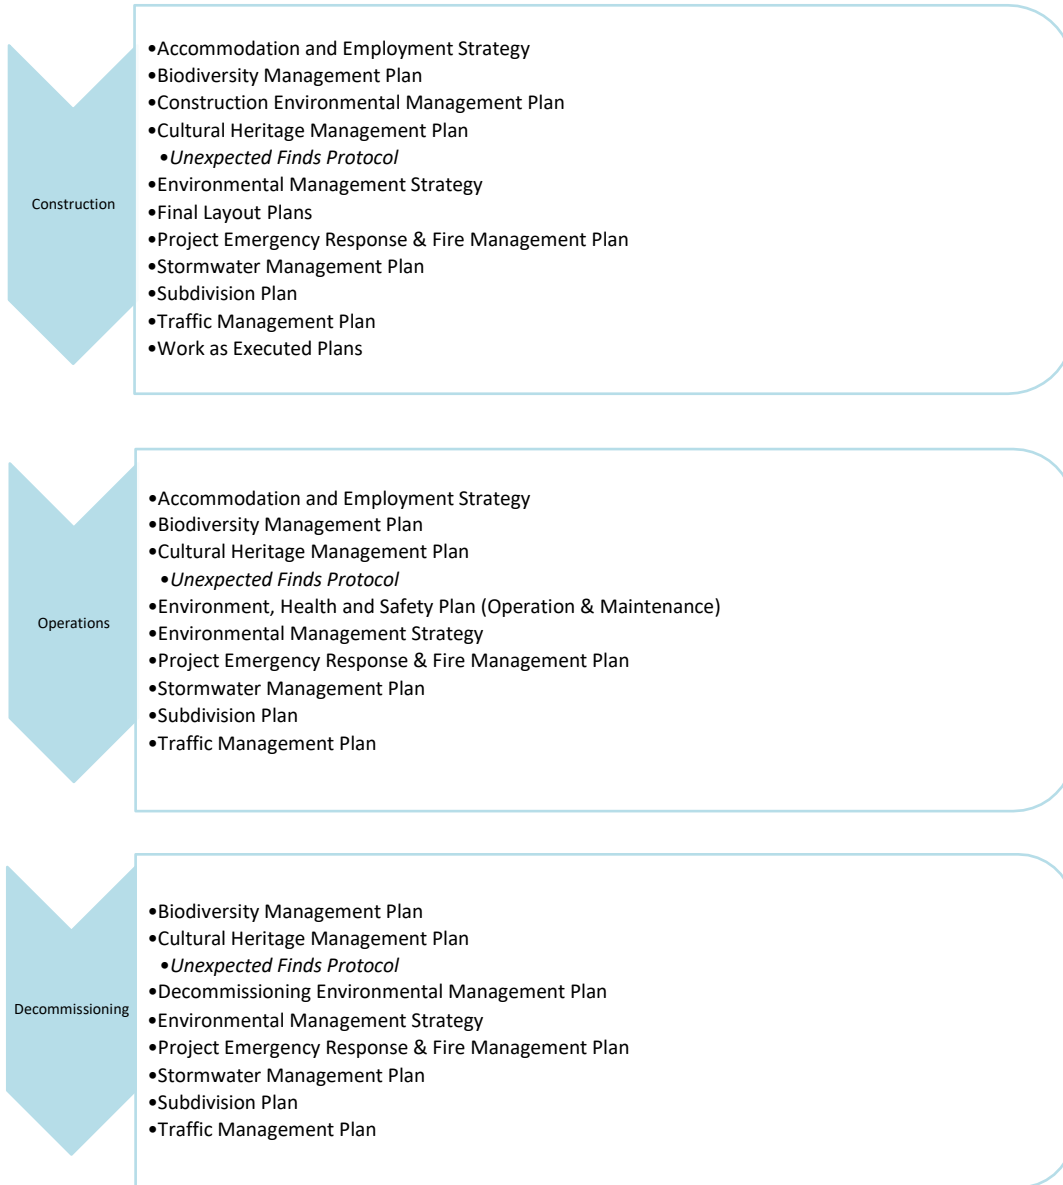 Construction
•Accommodation and Employment Strategy
•Biodiversity Management Plan
•Construction Environmental Management Plan
•Cultural Heritage Management Plan
•Unexpected Finds Protocol
•Environmental Management Strategy
•Final Layout Plans
•Project Emergency Response & Fire Management Plan
•Stormwater Management Plan
•Subdivision Plan
•Traffic Management Plan
•Work as Executed Plans
Operations
•Accommodation and Employment Strategy
•Biodiversity Management Plan
•Cultural Heritage Management Plan
•Unexpected Finds Protocol
•Environment, Health and Safety Plan (Operation & Maintenance)
•Environmental Management Strategy
•Project Emergency Response & Fire Management Plan
•Stormwater Management Plan
•Subdivision Plan
•Traffic Management Plan
Decommissioning
•Biodiversity Management Plan
•Cultural Heritage Management Plan
•Unexpected Finds Protocol
•Decommissioning Environmental Management Plan
•Environmental Management Strategy
•Project Emergency Response & Fire Management Plan
•Stormwater Management Plan
•Subdivision Plan
•Traffic Management Plan